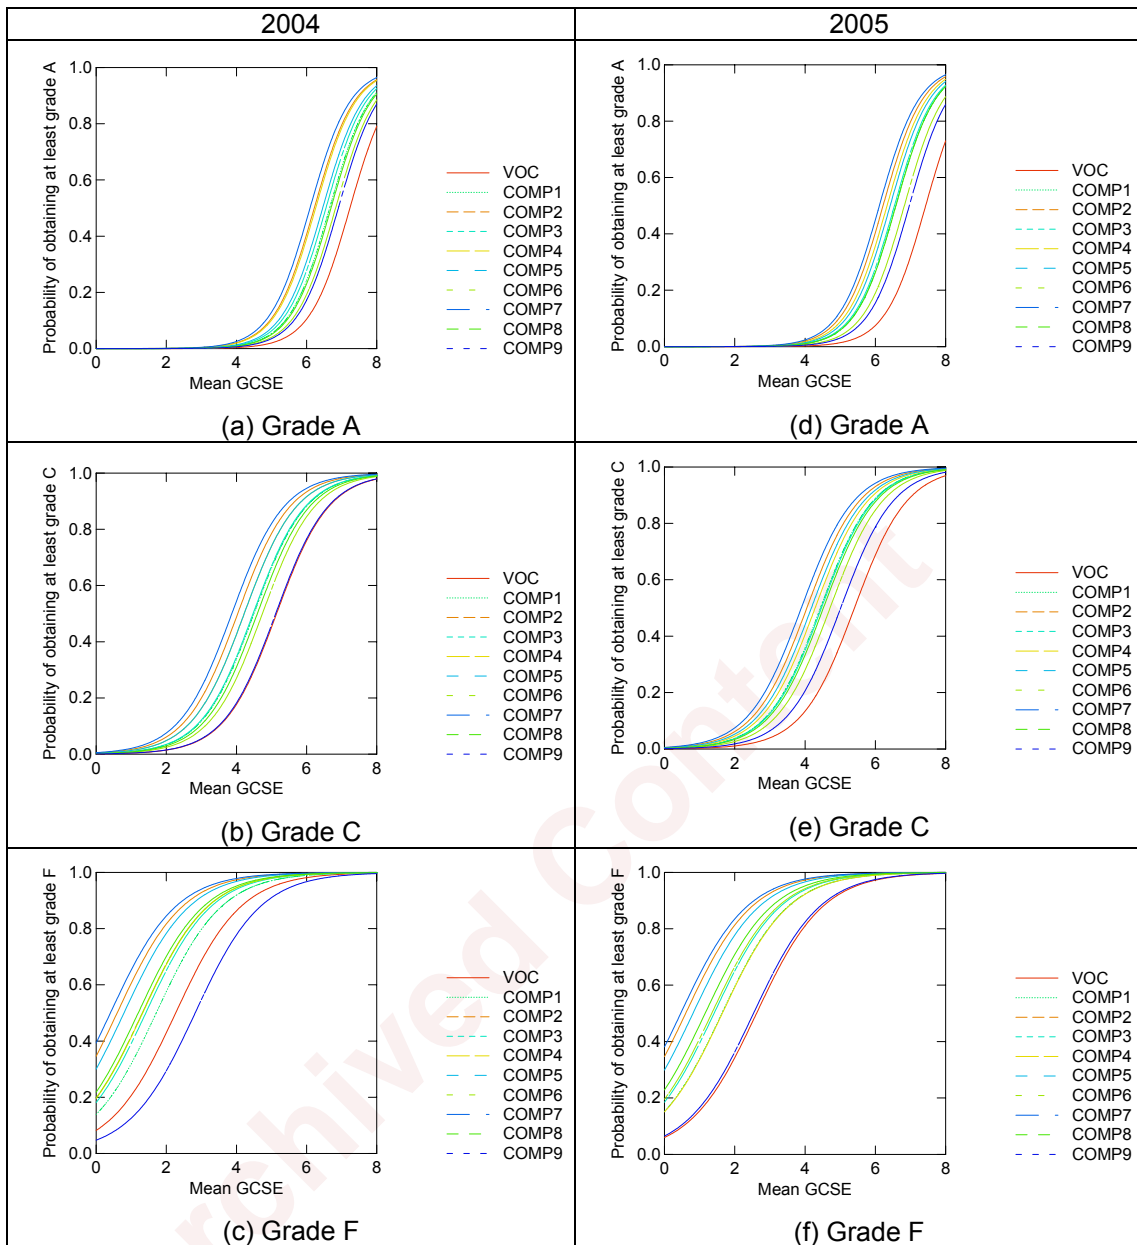 2004
2005
Probability of obtaining at least grade A
1.0
0.8
0.6
0.4
0.2
0.0
0 2 4 6 8
Mean GCSE
VOC
COMP1
COMP2
COMP3
COMP4
COMP5
COMP6
COMP7
COMP8
COMP9
(a) Grade A
Probability of obtaining at least grade A
1.0
0.8
0.6
0.4
0.2
0.0
0 2 4 6 8
Mean GCSE
VOC
COMP1
COMP2
COMP3
COMP4
COMP5
COMP6
COMP7
COMP8
COMP9
(d) Grade A
Probability of obtaining at least grade C
1.0
0.8
0.6
0.4
0.2
0.0
0 2 4 6 8
Mean GCSE
VOC
COMP1
COMP2
COMP3
COMP4
COMP5
COMP6
COMP7
COMP8
COMP9
(b) Grade C
Probability of obtaining at least grade C
1.0
0.8
0.6
0.4
0.2
0.0
0 2 4 6 8
Mean GCSE
VOC
COMP1
COMP2
COMP3
COMP4
COMP5
COMP6
COMP7
COMP8
COMP9
(e) Grade C
Probability of obtaining at least grade F
1.0
0.8
0.6
0.4
0.2
0.0
0 2 4 6 8
Mean GCSE
VOC
COMP1
COMP2
COMP3
COMP4
COMP5
COMP6
COMP7
COMP8
COMP9
(c) Grade F
Probability of obtaining at least grade F
1.0
0.8
0.6
0.4
0.2
0.0
0 2 4 6 8
Mean GCSE
VOC
COMP1
COMP2
COMP3
COMP4
COMP5
COMP6
COMP7
COMP8
COMP9
(f) Grade F
rchived Content